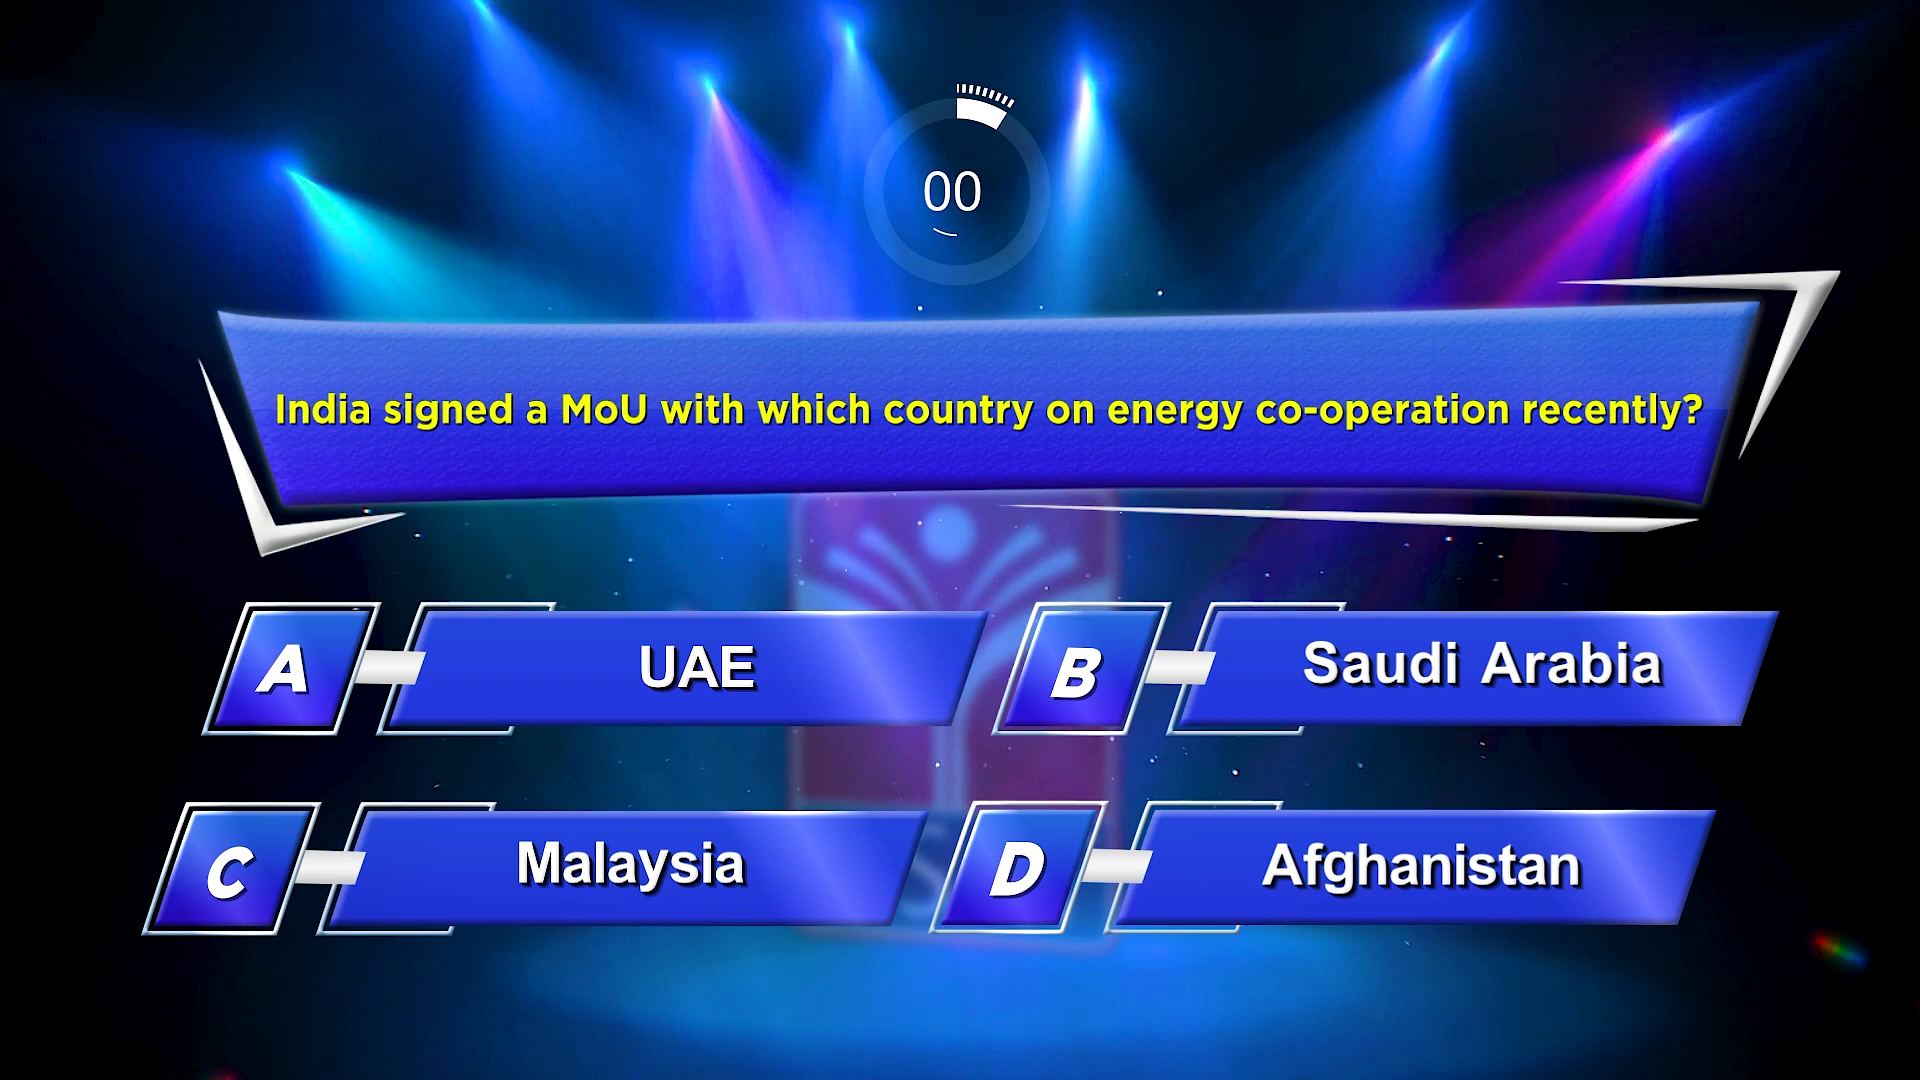 00
India signed a MoU with which country on energy co-operation recently?
A UAE
B Saudi Arabia
C Malaysia
D Afghanistan